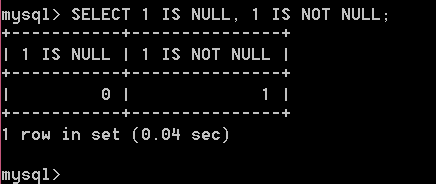 mysql> SELECT 1 IS NULL, 1 IS NOT NULL;
+-----------+---------------+
| 1 IS NULL | 1 IS NOT NULL |
+-----------+---------------+
|         0 |             1 |
+-----------+---------------+
1 row in set (0.04 sec)
mysql>